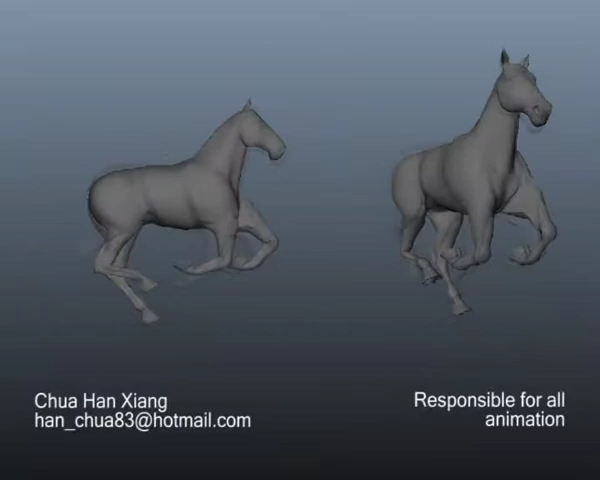 Chua Han Xiang
han_chua83@hotmail.com
Responsible for all
animation